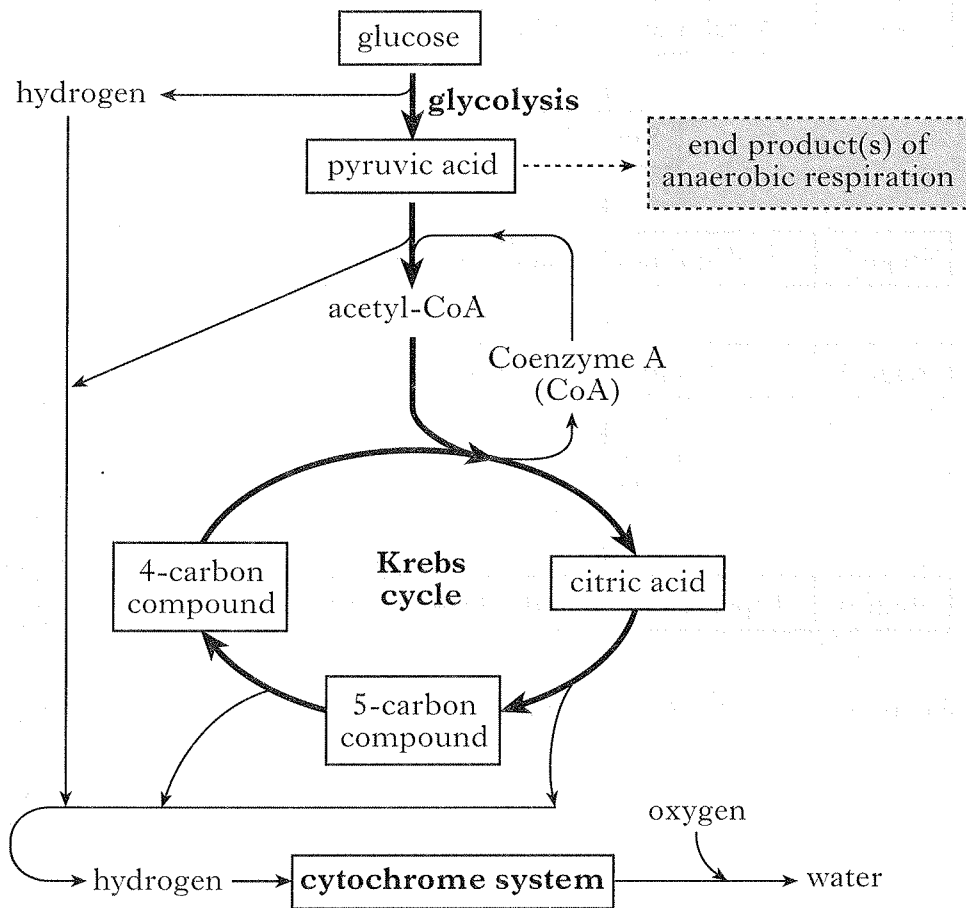 glucose
hydrogen
glycolysis
pyruvic acid
end product(s) of
anaerobic respiration
acetyl-CoA
Coenzyme A
(CoA)
Krebs
cycle
4-carbon
compound
citric acid
5-carbon
compound
oxygen
hydrogen
cytochrome system
water